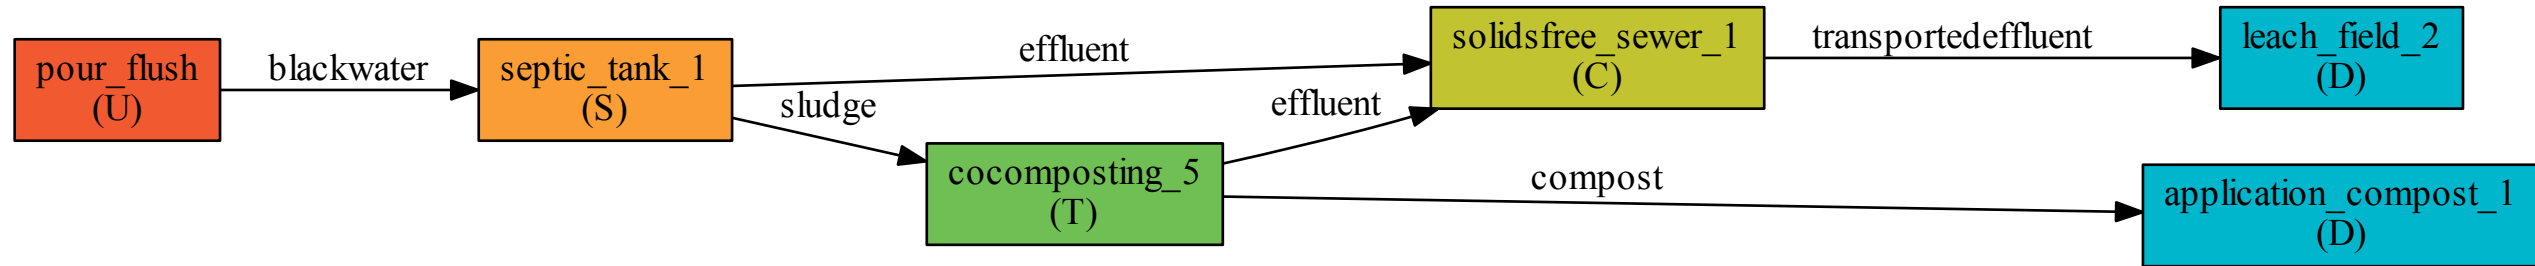 pour_flush
(U)
blackwater
septic_tank_1
(S)
effluent
sludge
cocomposting_5
(T)
effluent
compost
solidsfree_sewer_1
(C)
transportedeffluent
leach_field_2
(D)
application_compost_1
(D)